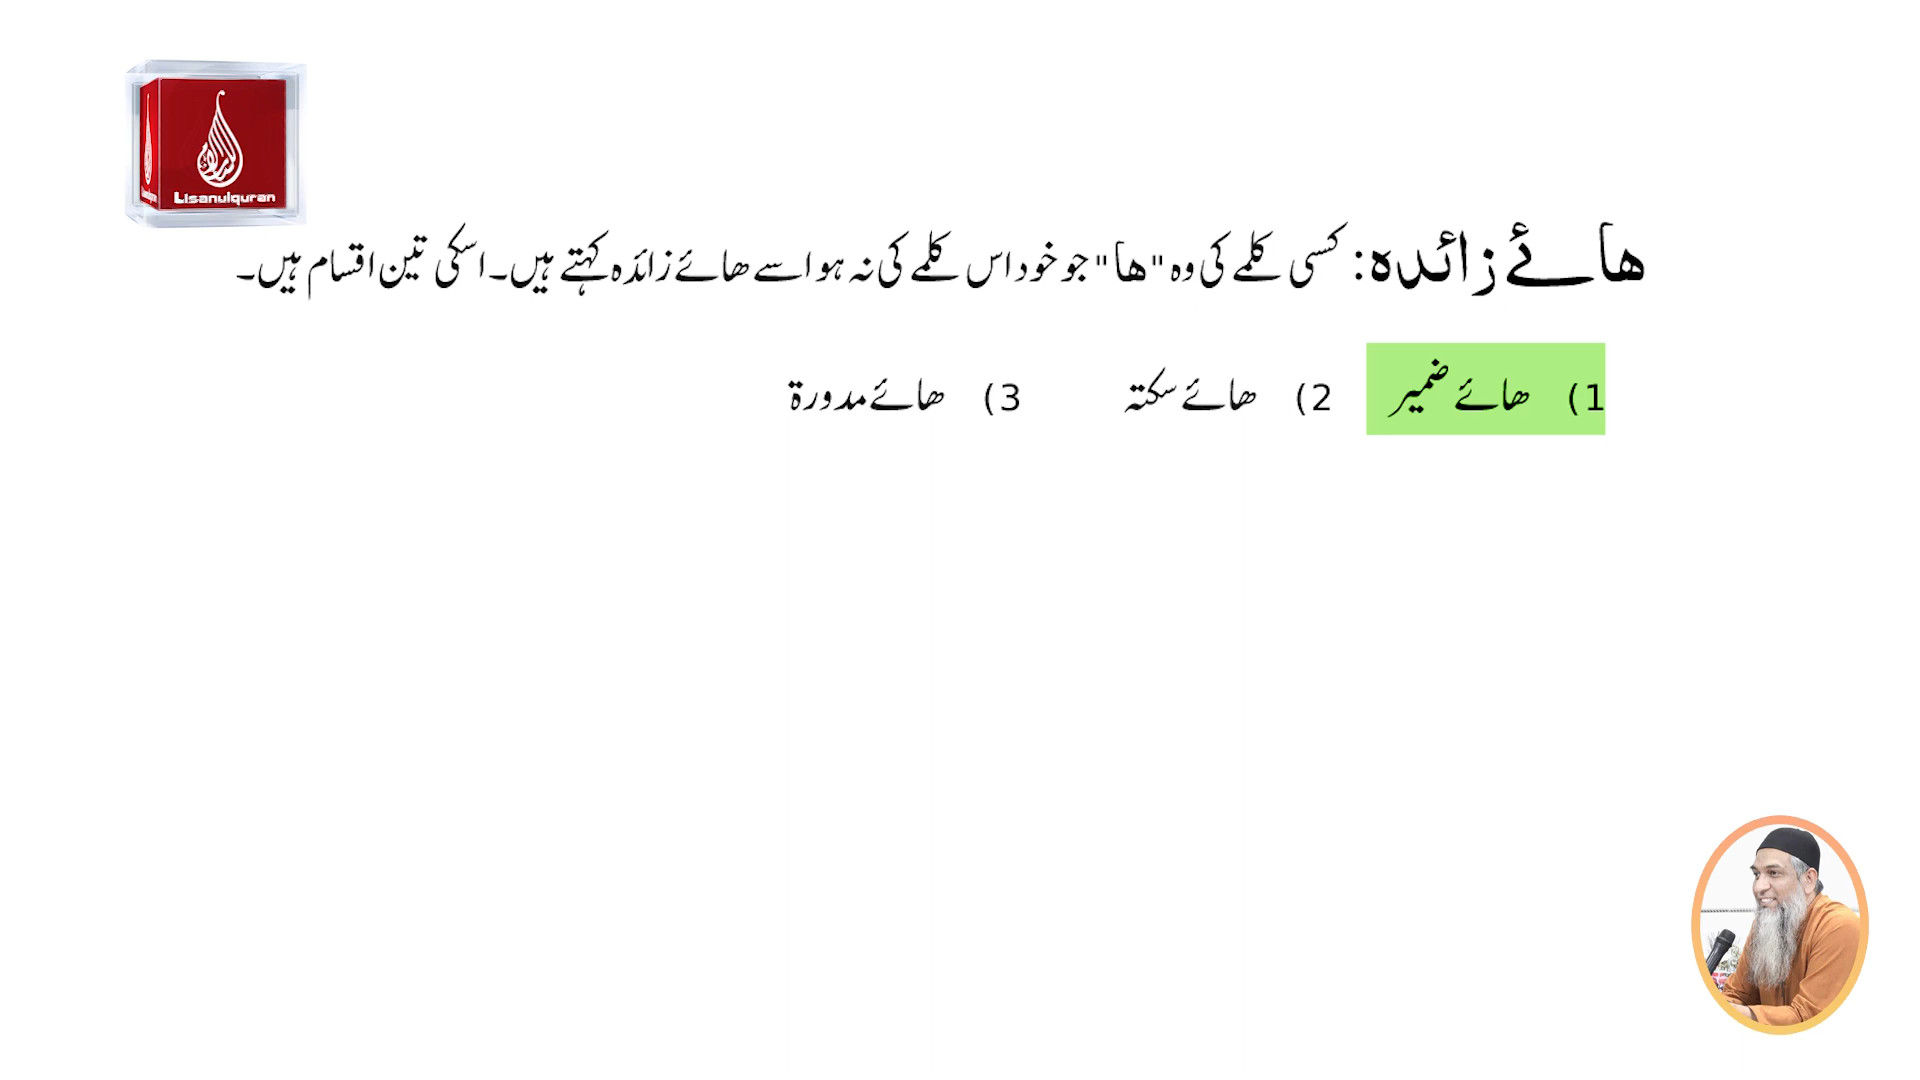 Lisanulquran
ھائے زائدہ: کسی کلمے کی وہ "ھا" جو خود اس کلمے کی نہ ہو اسے ھائے زائدہ کہتے ہیں۔ اسکی تین اقسام ہیں۔
1) ھائے ضمیر 2) ھائے سکتہ 3) ھائے مدورۃ